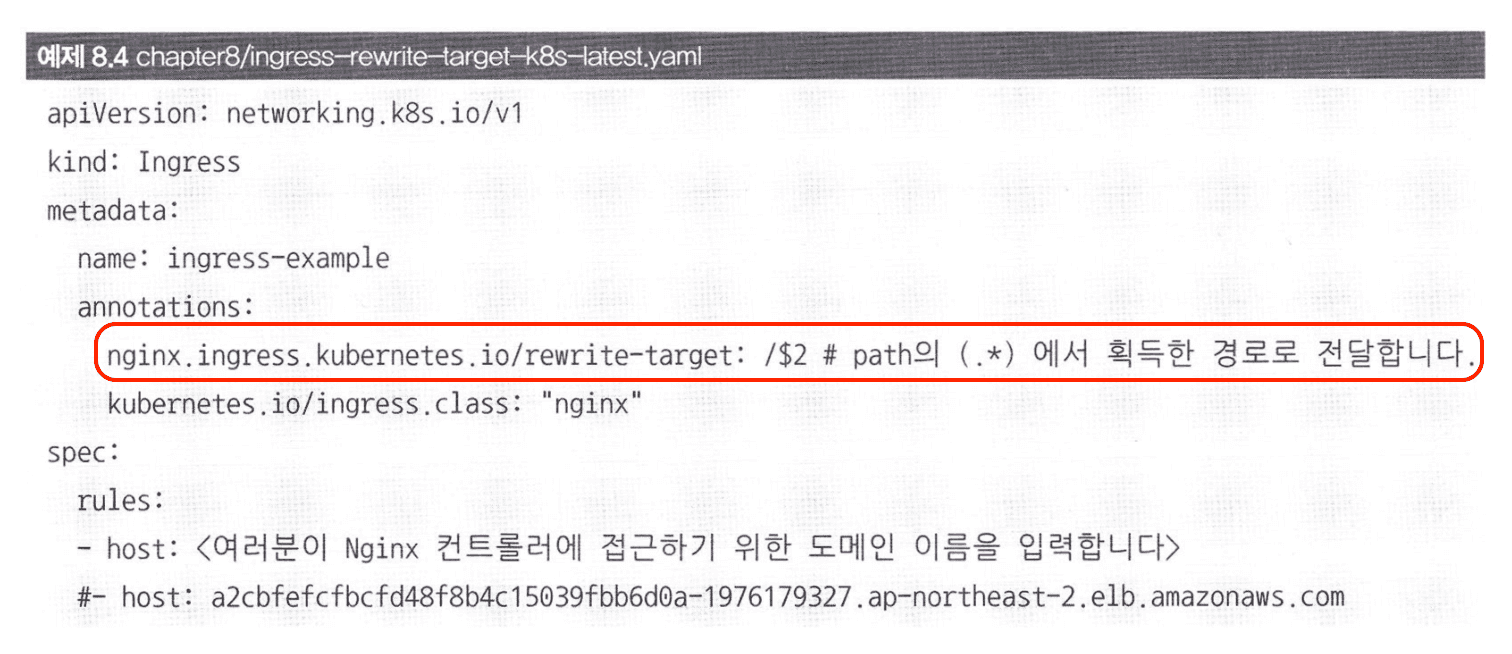 예제 8.4 chapter8/ingress-rewrite-target-k8s-latest.yaml
apiVersion: networking.k8s.io/v1
kind: Ingress
metadata:
  name: ingress-example
  annotations:
    nginx.ingress.kubernetes.io/rewrite-target: /$2 # path의 (.*) 에서 획득한 경로로 전달합니다.
    kubernetes.io/ingress.class: "nginx"
spec:
  rules:
  - host: <여러분이 Nginx 컨트롤러에 접근하기 위한 도메인 이름을 입력합니다>
  #- host: a2cbfefcfbcfd48f8b4c15039fbb6d0a-1976179327.ap-northeast-2.elb.amazonaws.com